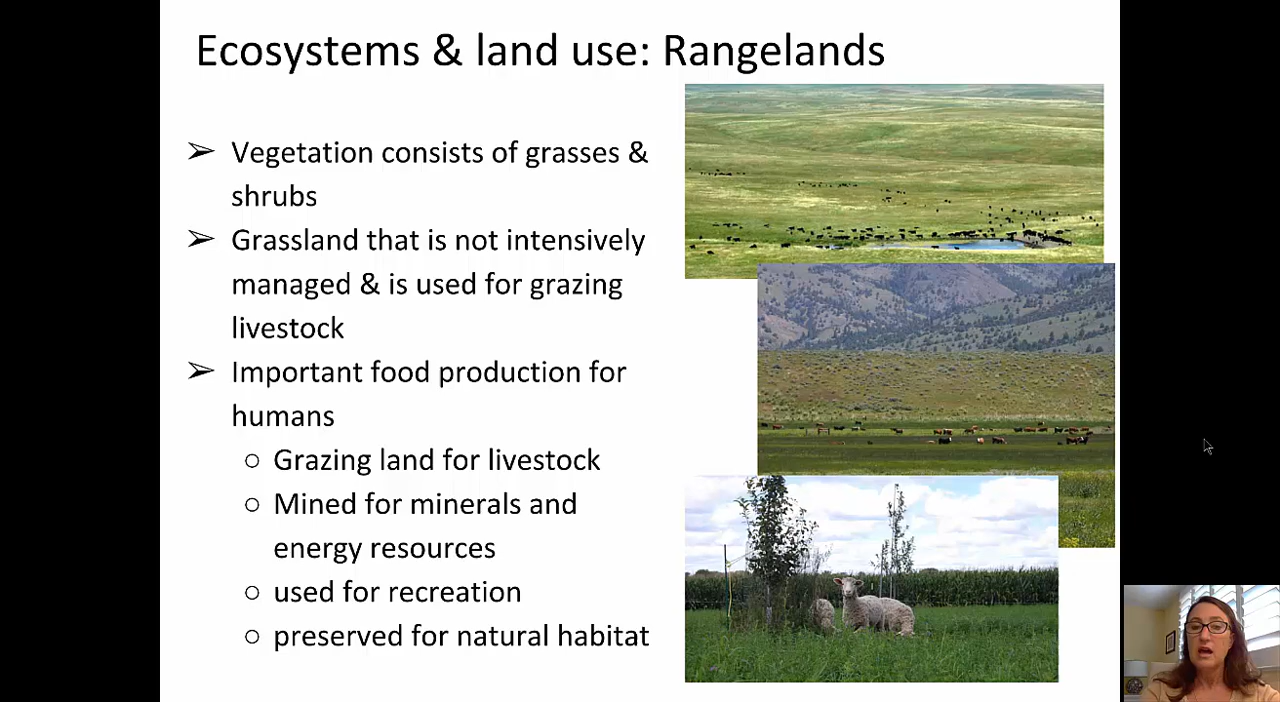 Ecosystems & land use: Rangelands
➢ Vegetation consists of grasses &
shrubs
➢ Grassland that is not intensively
managed & is used for grazing
livestock
➢ Important food production for
humans
○ Grazing land for livestock
○ Mined for minerals and
energy resources
○ used for recreation
○ preserved for natural habitat